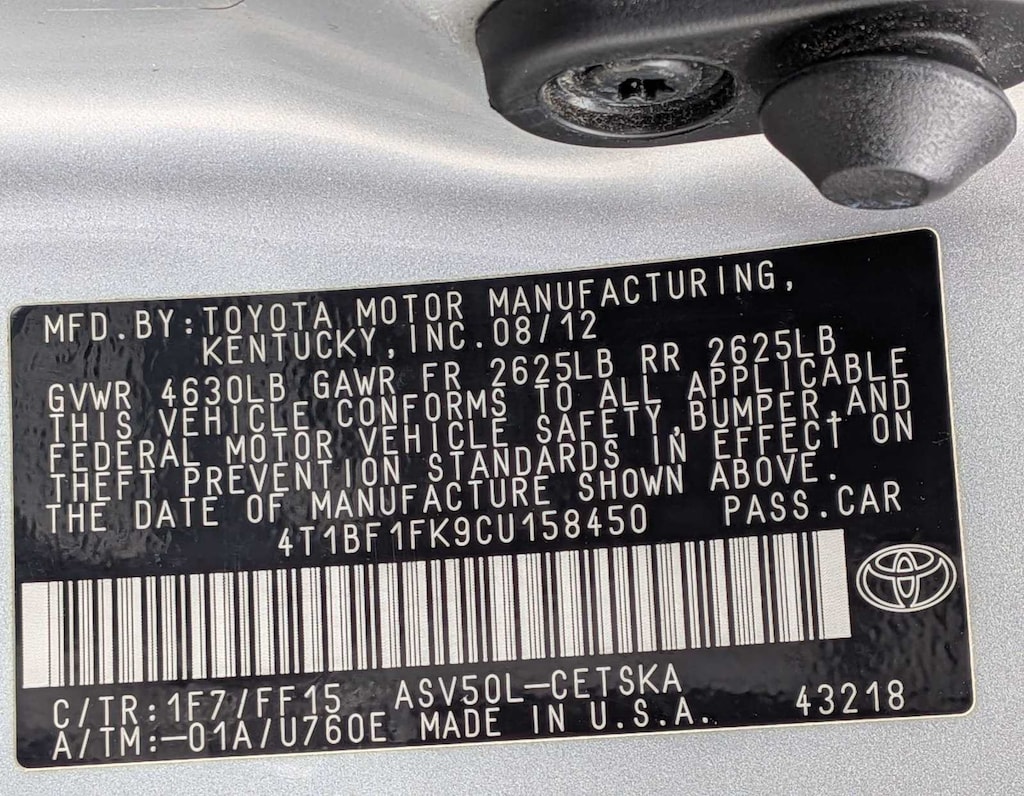 MFD.BY:TOYOTA MOTOR MANUFACTURING,
KENTUCKY,INC.08/12
GVWR 4630LB GAWR FR 2625LB RR 2625LB
THIS VEHICLE CONFORMS TO ALL APPLICABLE
FEDERAL MOTOR VEHICLE SAFETY,BUMPER,AND
THEFT PREVENTION STANDARDS IN EFFECT ON
THE DATE OF MANUFACTURE SHOWN ABOVE.
4T1BF1FK9CU158450 PASS.CAR
C/TR:1F7/FF15 ASV50L-CETSKA
A/TM:-01A/U760E MADE IN U.S.A. 43218